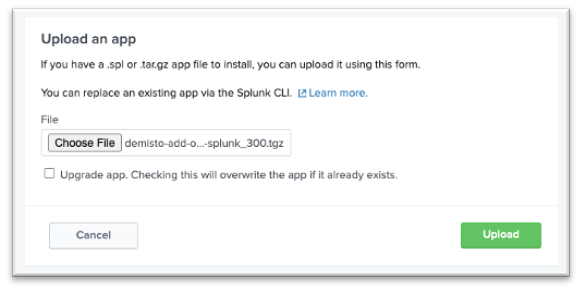 Upload an app
If you have a .spl or .tar.gz app file to install, you can upload it using this form.
You can replace an existing app via the Splunk CLI. Learn more.
File
Choose File demisto-add-o...-splunk_300.tgz
Upgrade app. Checking this will overwrite the app if it already exists.
Cancel Upload